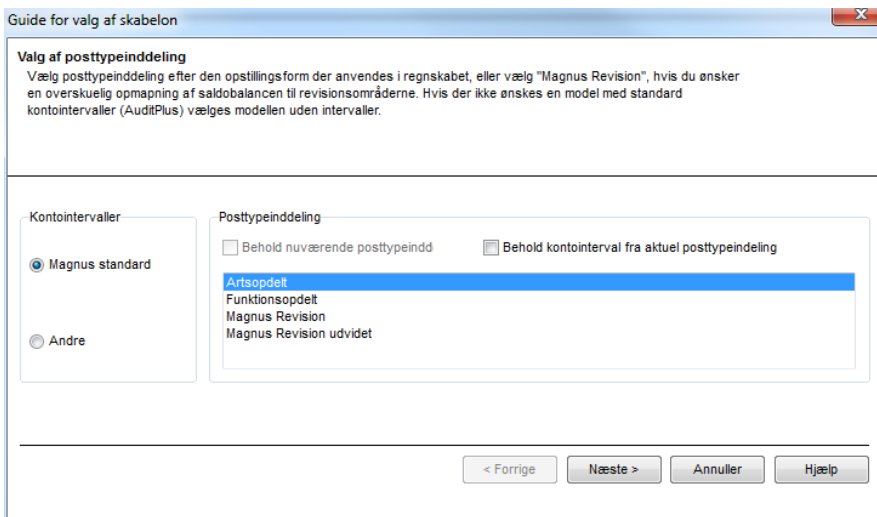 Guide for valg af skabelon
Valg af posttypeinddeling
Vælg posttypeinddeling efter den opstillingsform der anvendes i regnskabet, eller vælg "Magnus Revision", hvis du ønsker
en overskuelig opmapning af saldobalancen til revisionsområderne. Hvis der ikke ønskes en model med standard
kontointervaller (AuditPlus) vælges modellen uden intervaller.
Kontointervaller
Magnus standard
Andre
Posttypeinddeling
Behold nuværende posttypeindd
Behold kontointerval fra aktuel posttypeindeling
Artsopdelt
Funktionsopdelt
Magnus Revision
Magnus Revision udvidet
< Forrige
Næste >
Annuller
Hjælp